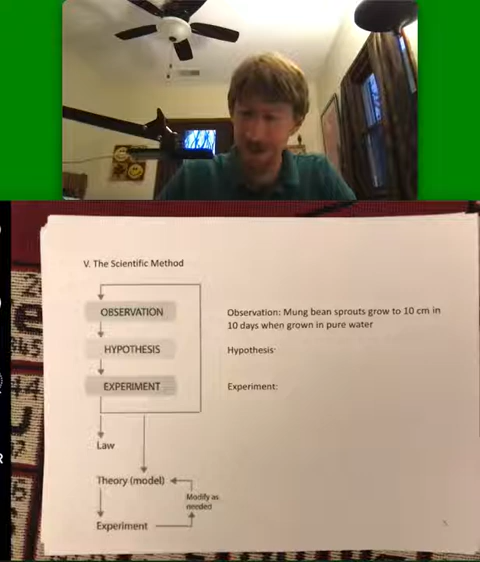 V. The Scientific Method
OBSERVATION
HYPOTHESIS
EXPERIMENT
Law
Theory (model)
Modify as
needed
Experiment
Observation: Mung bean sprouts grow to 10 cm in
10 days when grown in pure water
Hypothesis:
Experiment: